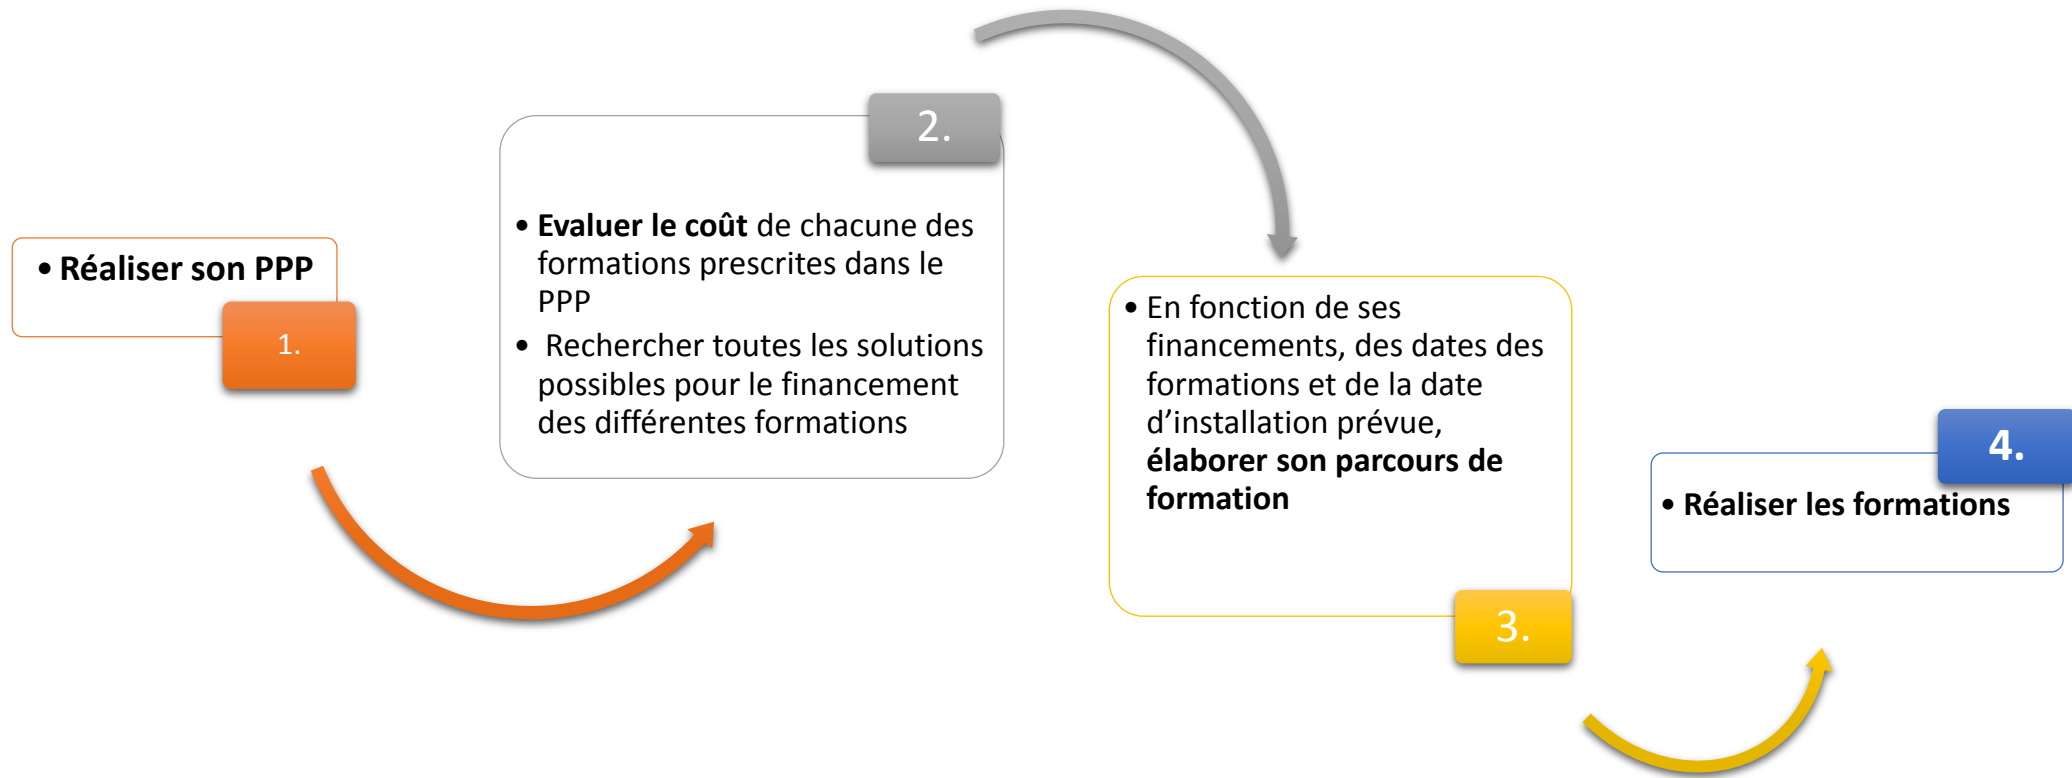 • Réaliser son PPP
1.
2.
• Evaluer le coût de chacune des
formations prescrites dans le
PPP
• Rechercher toutes les solutions
possibles pour le financement
des différentes formations
• En fonction de ses
financements, des dates des
formations et de la date
d’installation prévue,
élaborer son parcours de
formation
3.
4.
• Réaliser les formations